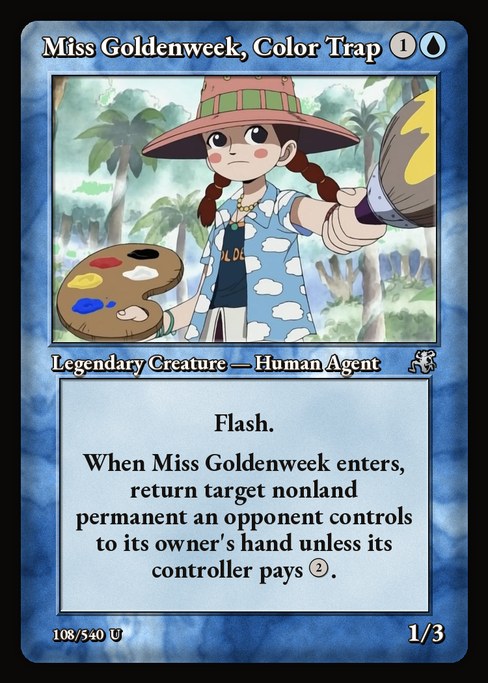 Miss Goldenweek, Color Trap 1
Legendary Creature — Human Agent
Flash.
When Miss Goldenweek enters,
return target nonland
permanent an opponent controls
to its owner's hand unless its
controller pays 2.
108/540 U
1/3